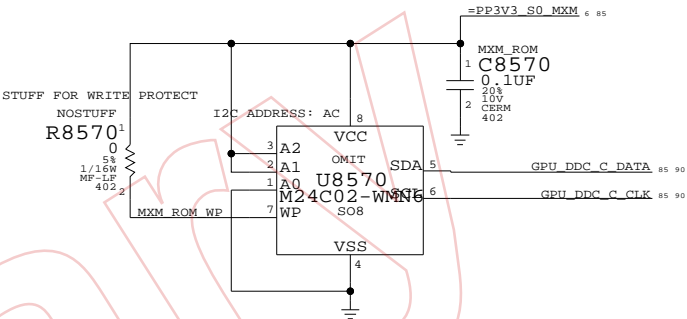 =PP3V3_S0_MXM 6 85
MXM_ROM
1 C8570
0.1UF
20%
10V
2 CERM
402
STUFF FOR WRITE PROTECT
NOSTUFF
R8570 1
0
5%
1/16W
MF-LF
402 2
I2C ADDRESS: AC
8
VCC
OMIT
3 A2
2 A1
1 A0
7 WP
MXM_ROM_WP
U8570
M24C02-WMN6
SO8
SDA 5
GPU_DDC_C_DATA 85 90
SCL 6
GPU_DDC_C_CLK 85 90
VSS
4